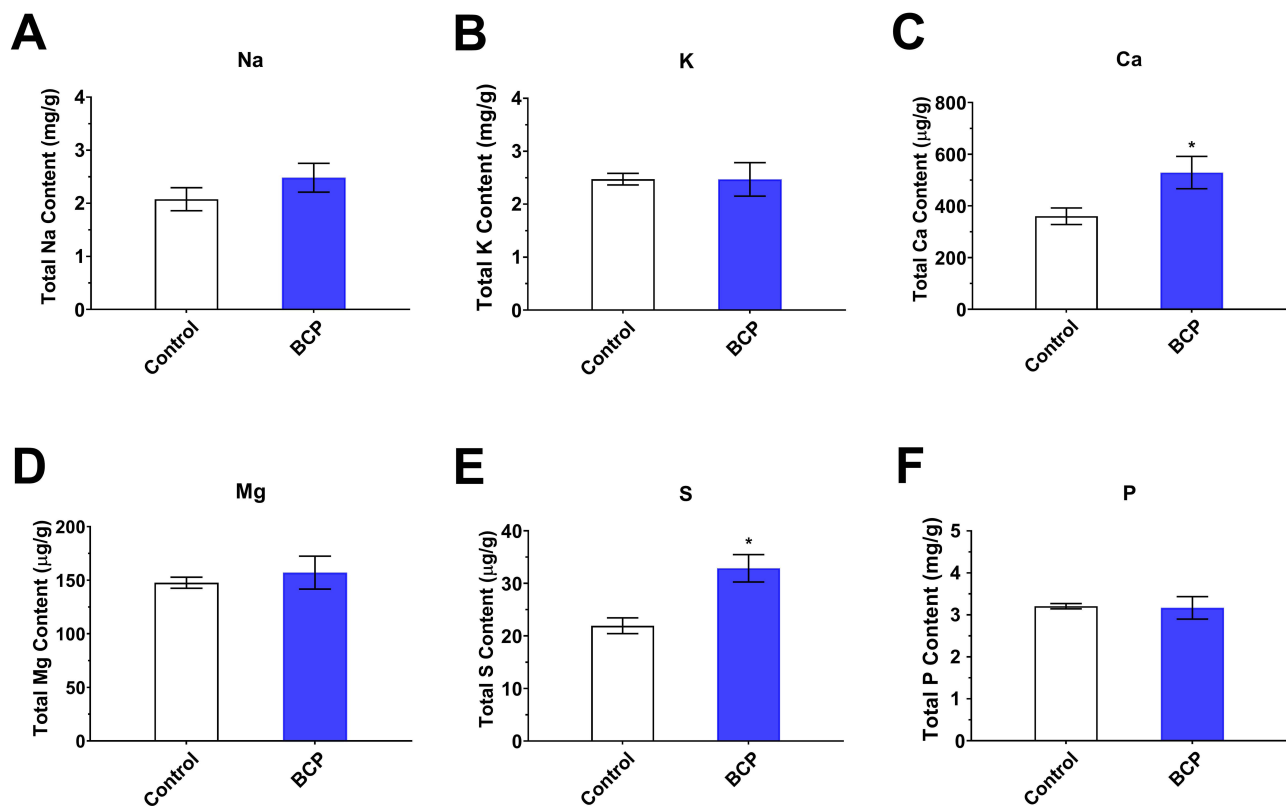 A
Na
Total Na Content (mg/g)
4
3
2
1
0
Control
BCP
B
K
Total K Content (mg/g)
4
3
2
1
0
Control
BCP
C
Ca
Total Ca Content (μg/g)
800
600
400
200
0
*
Control
BCP
D
Mg
Total Mg Content (μg/g)
200
150
100
50
0
Control
BCP
E
S
Total S Content (μg/g)
40
30
20
10
0
*
Control
BCP
F
P
Total P Content (mg/g)
5
4
3
2
1
0
Control
BCP